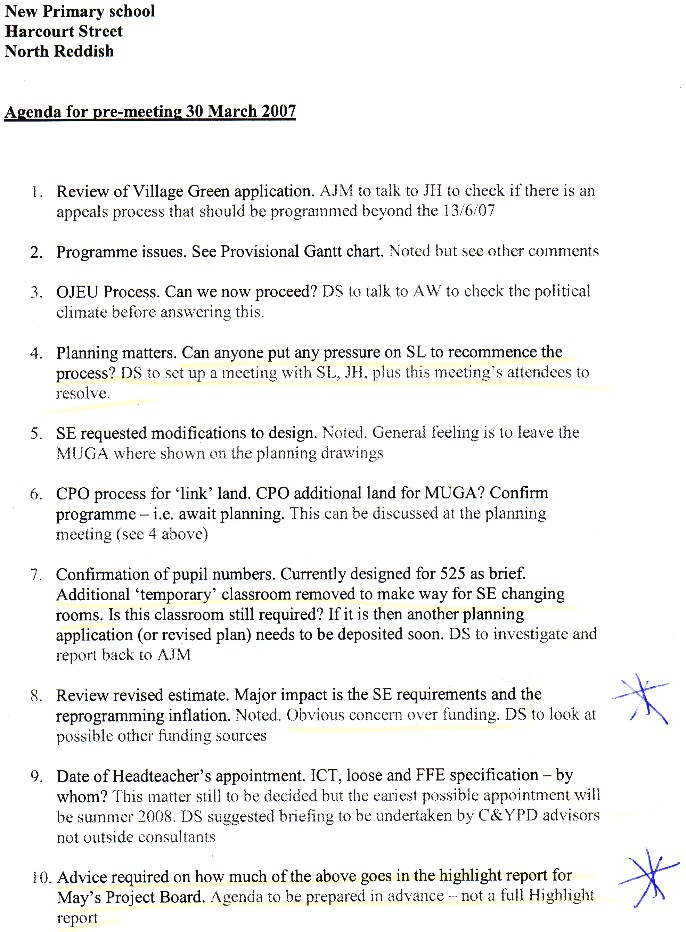 New Primary school
Harcourt Street
North Reddish
Agenda for pre-meeting 30 March 2007
1. Review of Village Green application. AJM to talk to JH to check if there is an
appeals process that should be programmed beyond the 13/6/07
2. Programme issues. See Provisional Gantt chart. Noted but see other comments
3. OJEU Process. Can we now proceed? DS to talk to AW to check the political
climate before answering this.
4. Planning matters. Can anyone put any pressure on SL to recommence the
process? DS to set up a meeting with SL, JH, plus this meeting's attendees to
resolve.
5. SE requested modifications to design. Noted. General feeling is to leave the
MUGA where shown on the planning drawings
6. CPO process for 'link' land. CPO additional land for MUGA? Confirm
programme – i.e. await planning. This can be discussed at the planning
meeting (see 4 above)
7. Confirmation of pupil numbers. Currently designed for 525 as brief.
Additional 'temporary' classroom removed to make way for SE changing
rooms. Is this classroom still required? If it is then another planning
application (or revised plan) needs to be deposited soon. DS to investigate and
report back to AJM
8. Review revised estimate. Major impact is the SE requirements and the
reprogramming inflation. Noted. Obvious concern over funding. DS to look at
possible other funding sources
9. Date of Headteacher's appointment. ICT, loose and FFE specification – by
whom? This matter still to be decided but the earliest possible appointment will
be summer 2008. DS suggested briefing to be undertaken by C&YPD advisors
not outside consultants
10. Advice required on how much of the above goes in the highlight report for
May's Project Board. Agenda to be prepared in advance – not a full Highlight
report